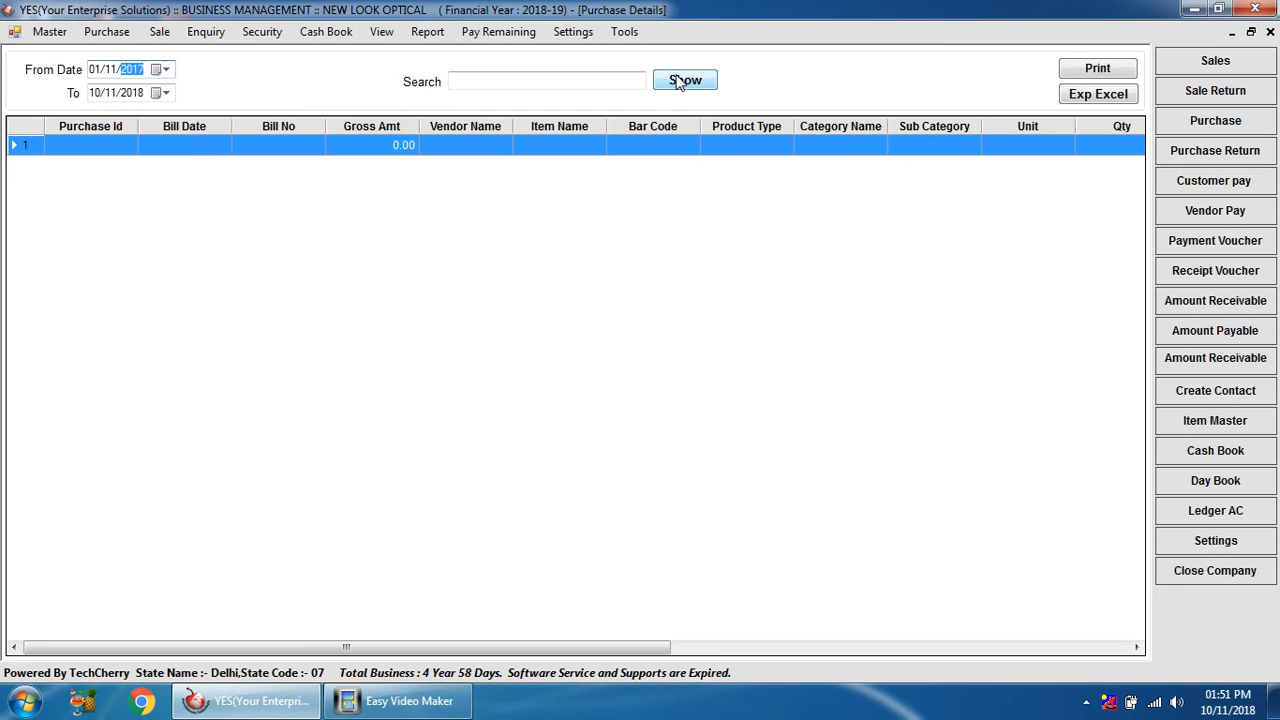 YES(Your Enterprise Solutions) :: BUSINESS MANAGEMENT :: NEW LOOK OPTICAL ( Financial Year : 2018-19) - [Purchase Details]
Master Purchase Sale Enquiry Security Cash Book View Report Pay Remaining Settings Tools
From Date 01/11/2017
To 10/11/2018
Search
Show
Print
Exp Excel
Purchase Id Bill Date Bill No Gross Amt Vendor Name Item Name Bar Code Product Type Category Name Sub Category Unit Qty
1 0.00
Sales
Sale Return
Purchase
Purchase Return
Customer pay
Vendor Pay
Payment Voucher
Receipt Voucher
Amount Receivable
Amount Payable
Amount Receivable
Create Contact
Item Master
Cash Book
Day Book
Ledger AC
Settings
Close Company
Powered By TechCherry State Name :- Delhi,State Code :- 07 Total Business : 4 Year 58 Days. Software Service and Supports are Expired.
YES(Your Enterpri...
Easy Video Maker
01:51 PM
10/11/2018